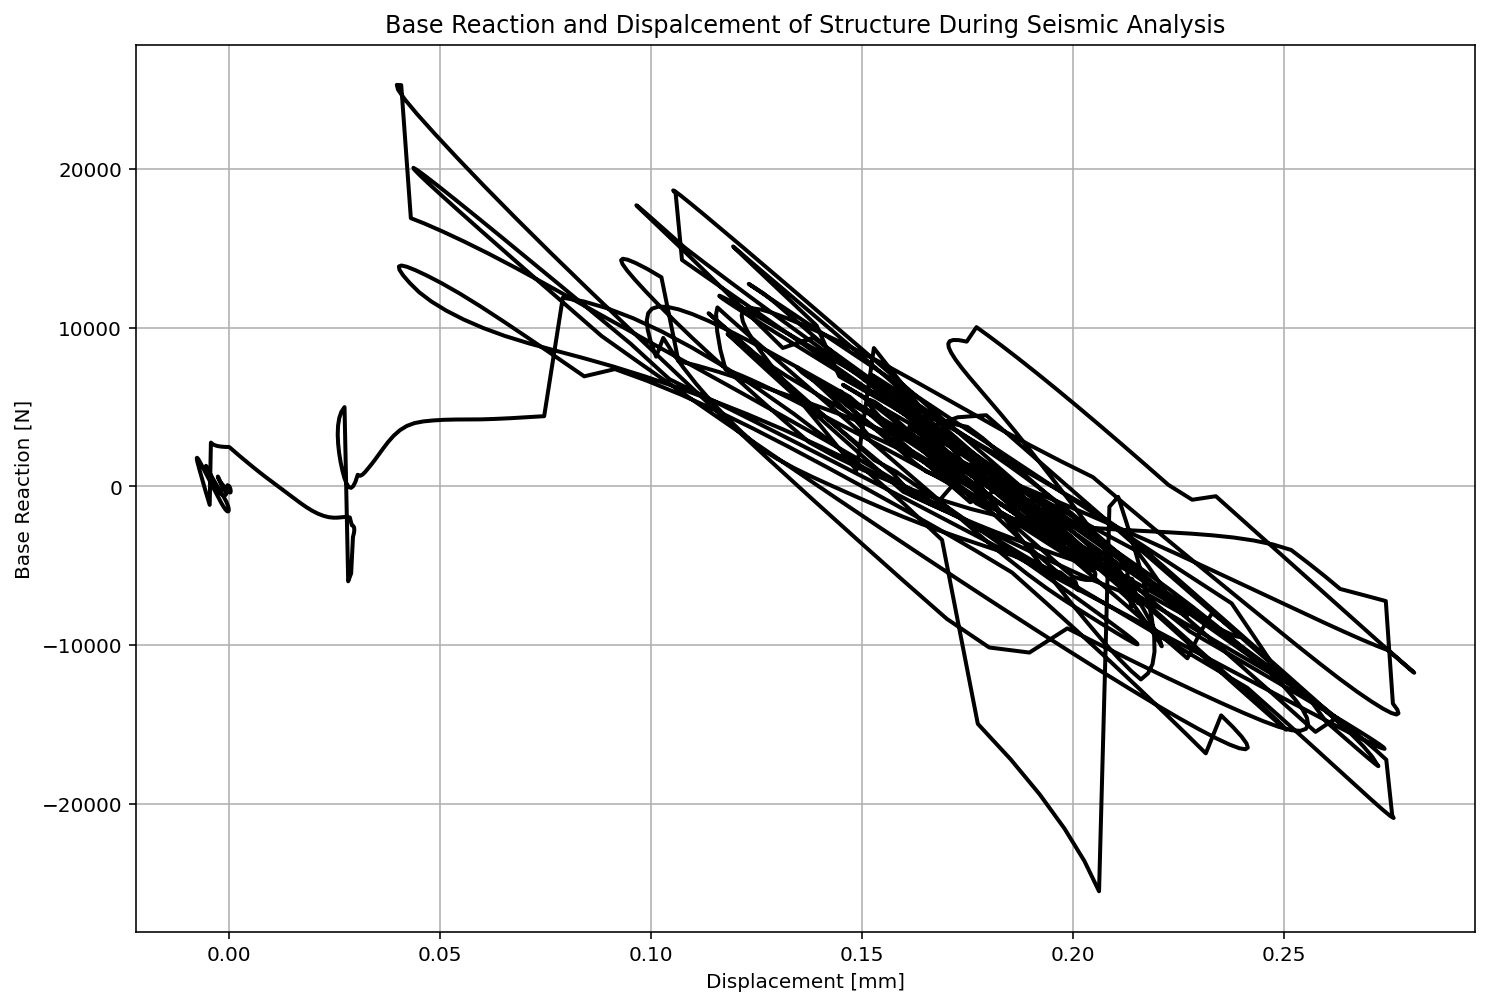 Base Reaction and Dispalcement of Structure During Seismic Analysis
Base Reaction [N]
20000
10000
0
−10000
−20000
0.00 0.05 0.10 0.15 0.20 0.25
Displacement [mm]